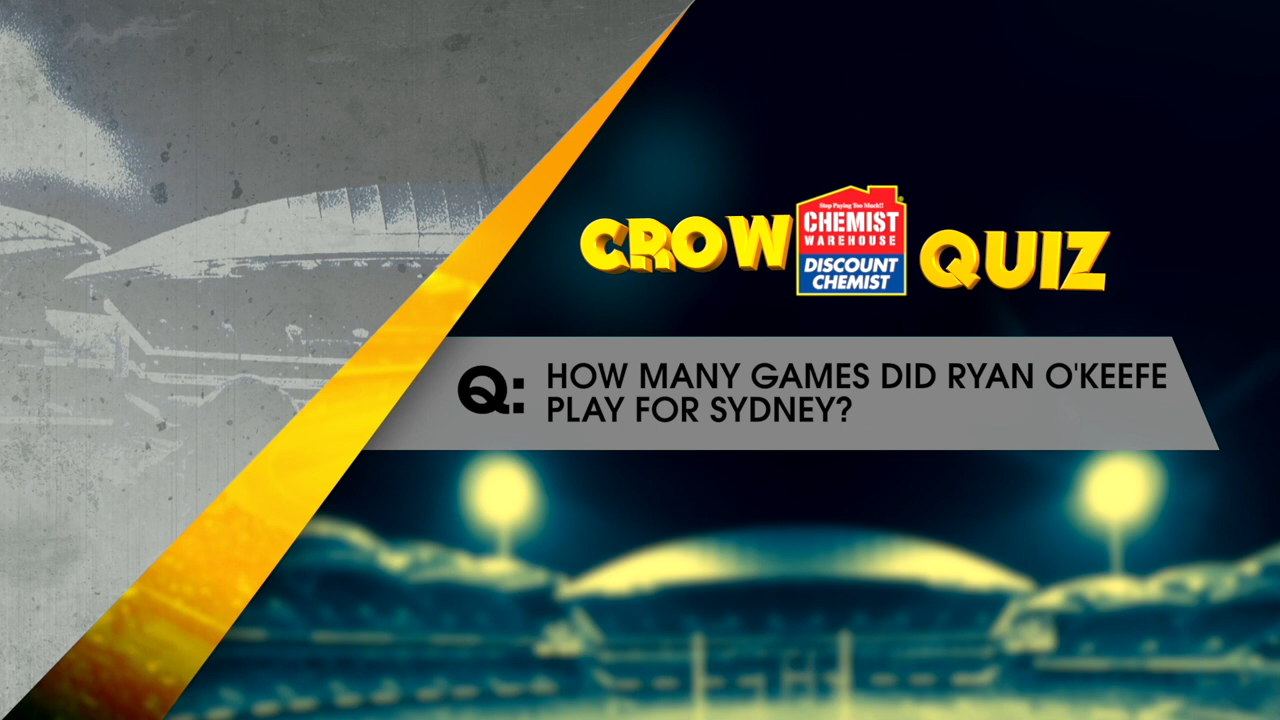 CROW
Stop Paying Too Much!!
CHEMIST
WAREHOUSE
DISCOUNT
CHEMIST
QUIZ
Q: HOW MANY GAMES DID RYAN O'KEEFE
PLAY FOR SYDNEY?